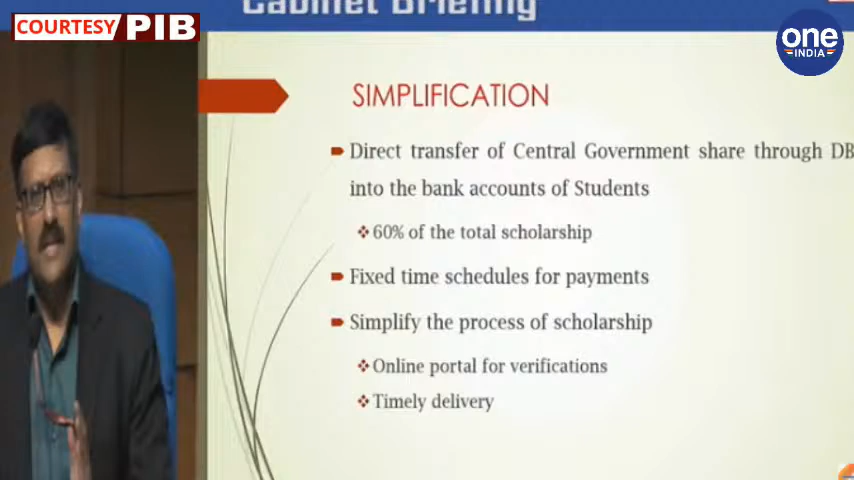 Cabinet Briefing
COURTESY PIB
one
INDIA
SIMPLIFICATION
Direct transfer of Central Government share through DB
into the bank accounts of Students
60% of the total scholarship
Fixed time schedules for payments
Simplify the process of scholarship
Online portal for verifications
Timely delivery